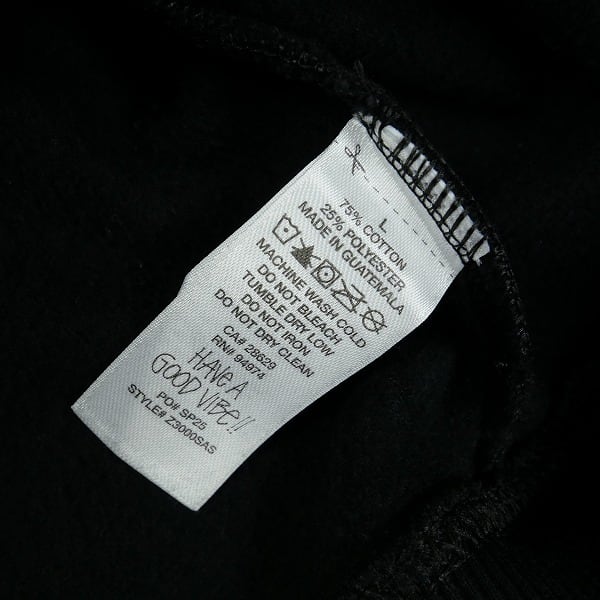 L
75% COTTON
25% POLYESTER
MADE IN GUATEMALA
MACHINE WASH COLD
DO NOT BLEACH
TUMBLE DRY LOW
DO NOT IRON
DO NOT DRY CLEAN
CA# 28629
RN# 94974
HAVE A
GOOD VIBE!!
PO# SP25
STYLE# Z3000SAS